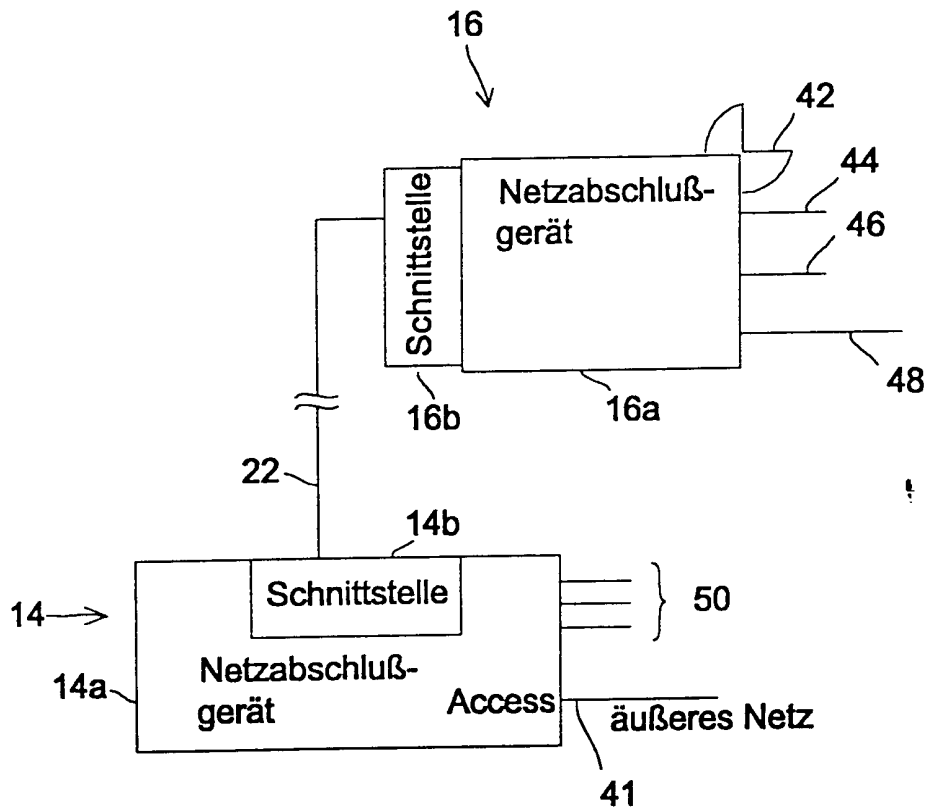 16
42
44
46
48
Schnittstelle
Netzabschluß-
gerät
16b
16a
22
14b
Schnittstelle
50
14
Netzabschluß-
gerät
14a
Access
äußeres Netz
41